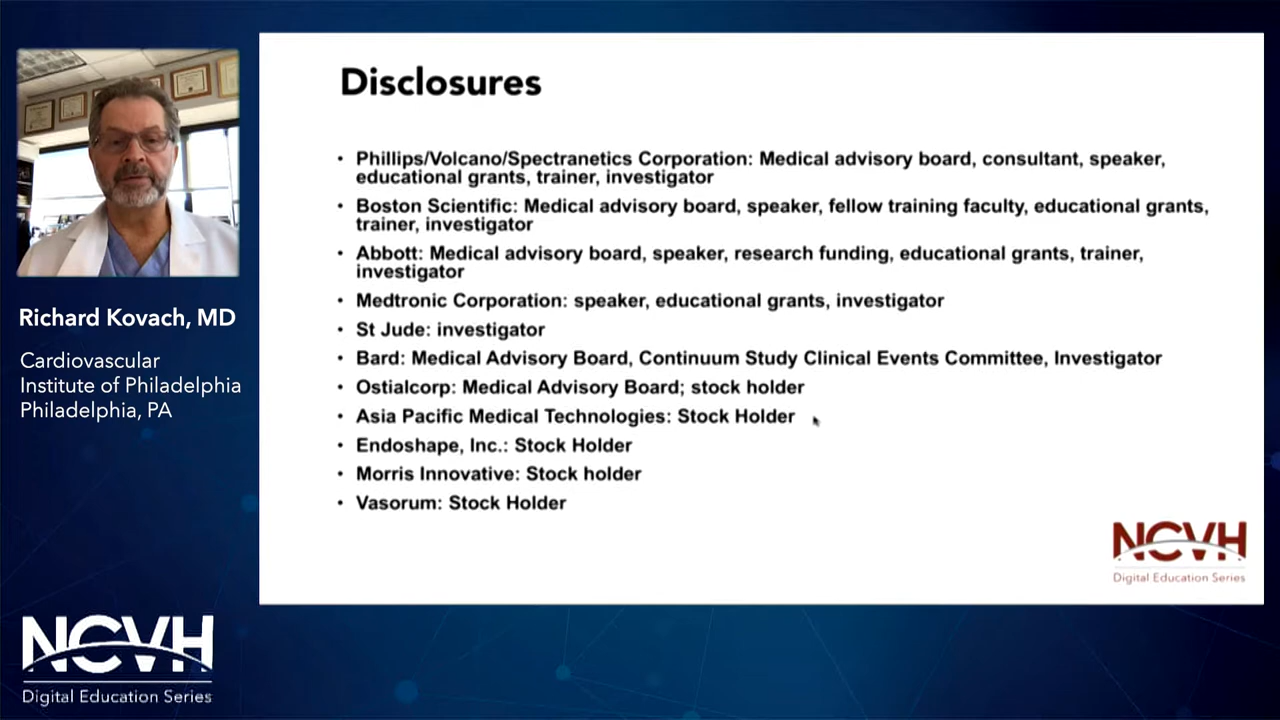 Disclosures
• Phillips/Volcano/Spectranetics Corporation: Medical advisory board, consultant, speaker,
educational grants, trainer, investigator
• Boston Scientific: Medical advisory board, speaker, fellow training faculty, educational grants,
trainer, investigator
• Abbott: Medical advisory board, speaker, research funding, educational grants, trainer,
investigator
• Medtronic Corporation: speaker, educational grants, investigator
• St Jude: investigator
• Bard: Medical Advisory Board, Continuum Study Clinical Events Committee, Investigator
• Ostialcorp: Medical Advisory Board; stock holder
• Asia Pacific Medical Technologies: Stock Holder
• Endoshape, Inc.: Stock Holder
• Morris Innovative: Stock holder
• Vasorum: Stock Holder
NCVH
Digital Education Series
Richard Kovach, MD
Cardiovascular
Institute of Philadelphia
Philadelphia, PA
NCVH
Digital Education Series